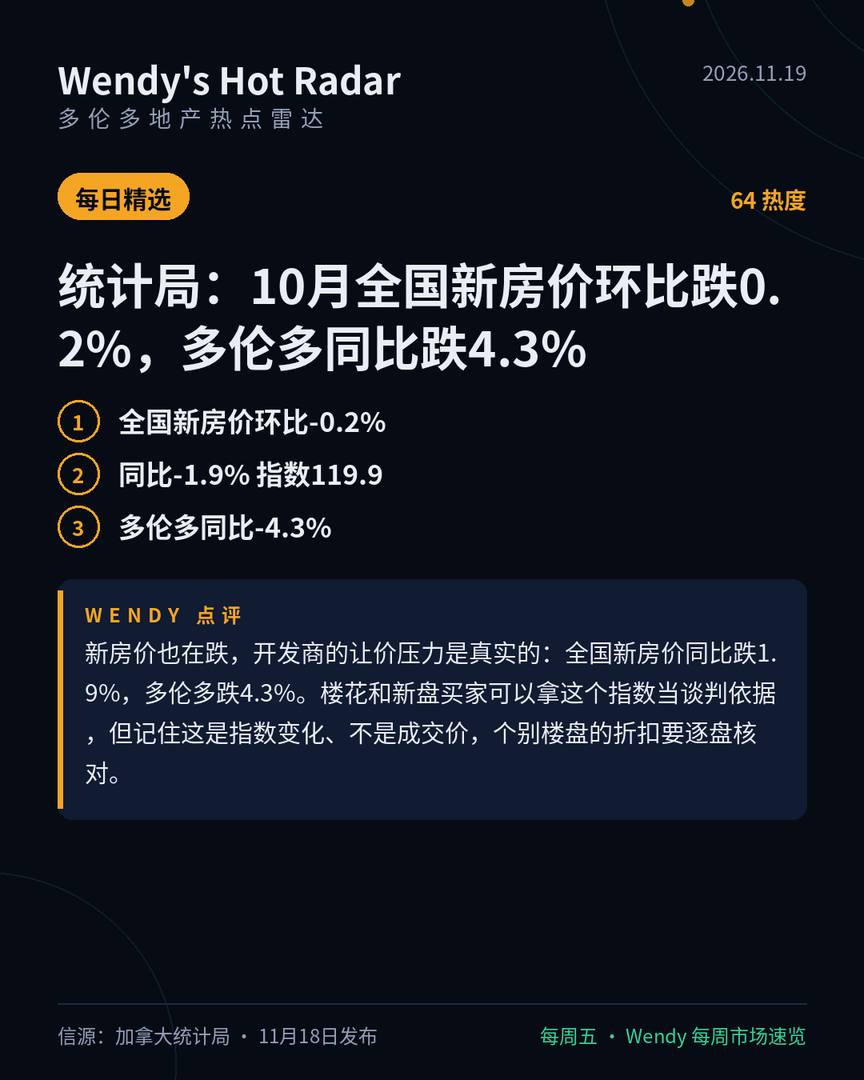 Wendy's Hot Radar
2026.11.19
多伦多地产热点雷达
每日精选
64 热度
统计局：10月全国新房价环比跌0.
2%，多伦多同比跌4.3%
1 全国新房价环比-0.2%
2 同比-1.9% 指数119.9
3 多伦多同比-4.3%
WENDY 点评
新房价也在跌，开发商的让价压力是真实的：全国新房价同比跌1.
9%，多伦多跌4.3%。楼花和新盘买家可以拿这个指数当谈判依据
，但记住这是指数变化、不是成交价，个别楼盘的折扣要逐盘核
对。
信源：加拿大统计局 · 11月18日发布
每周五 · Wendy 每周市场速览